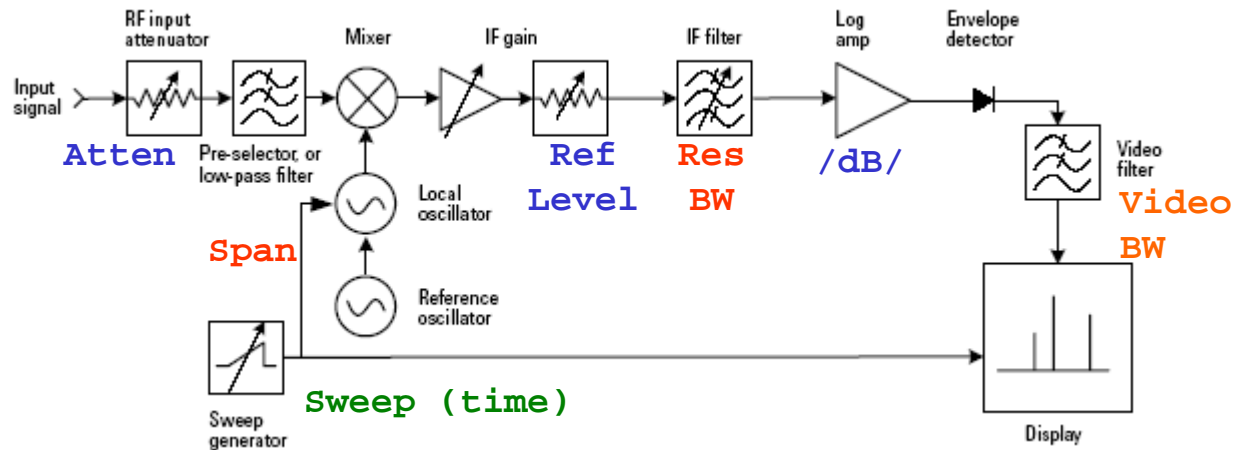 RF input
attenuator
Mixer
IF gain
IF filter
Log
amp
Envelope
detector
Input
signal
Atten
Pre-selector, or
low-pass filter
Ref
Level
Res
BW
/dB/
Video
filter
Video
BW
Local
oscillator
Span
Reference
oscillator
Sweep (time)
Sweep
generator
Display